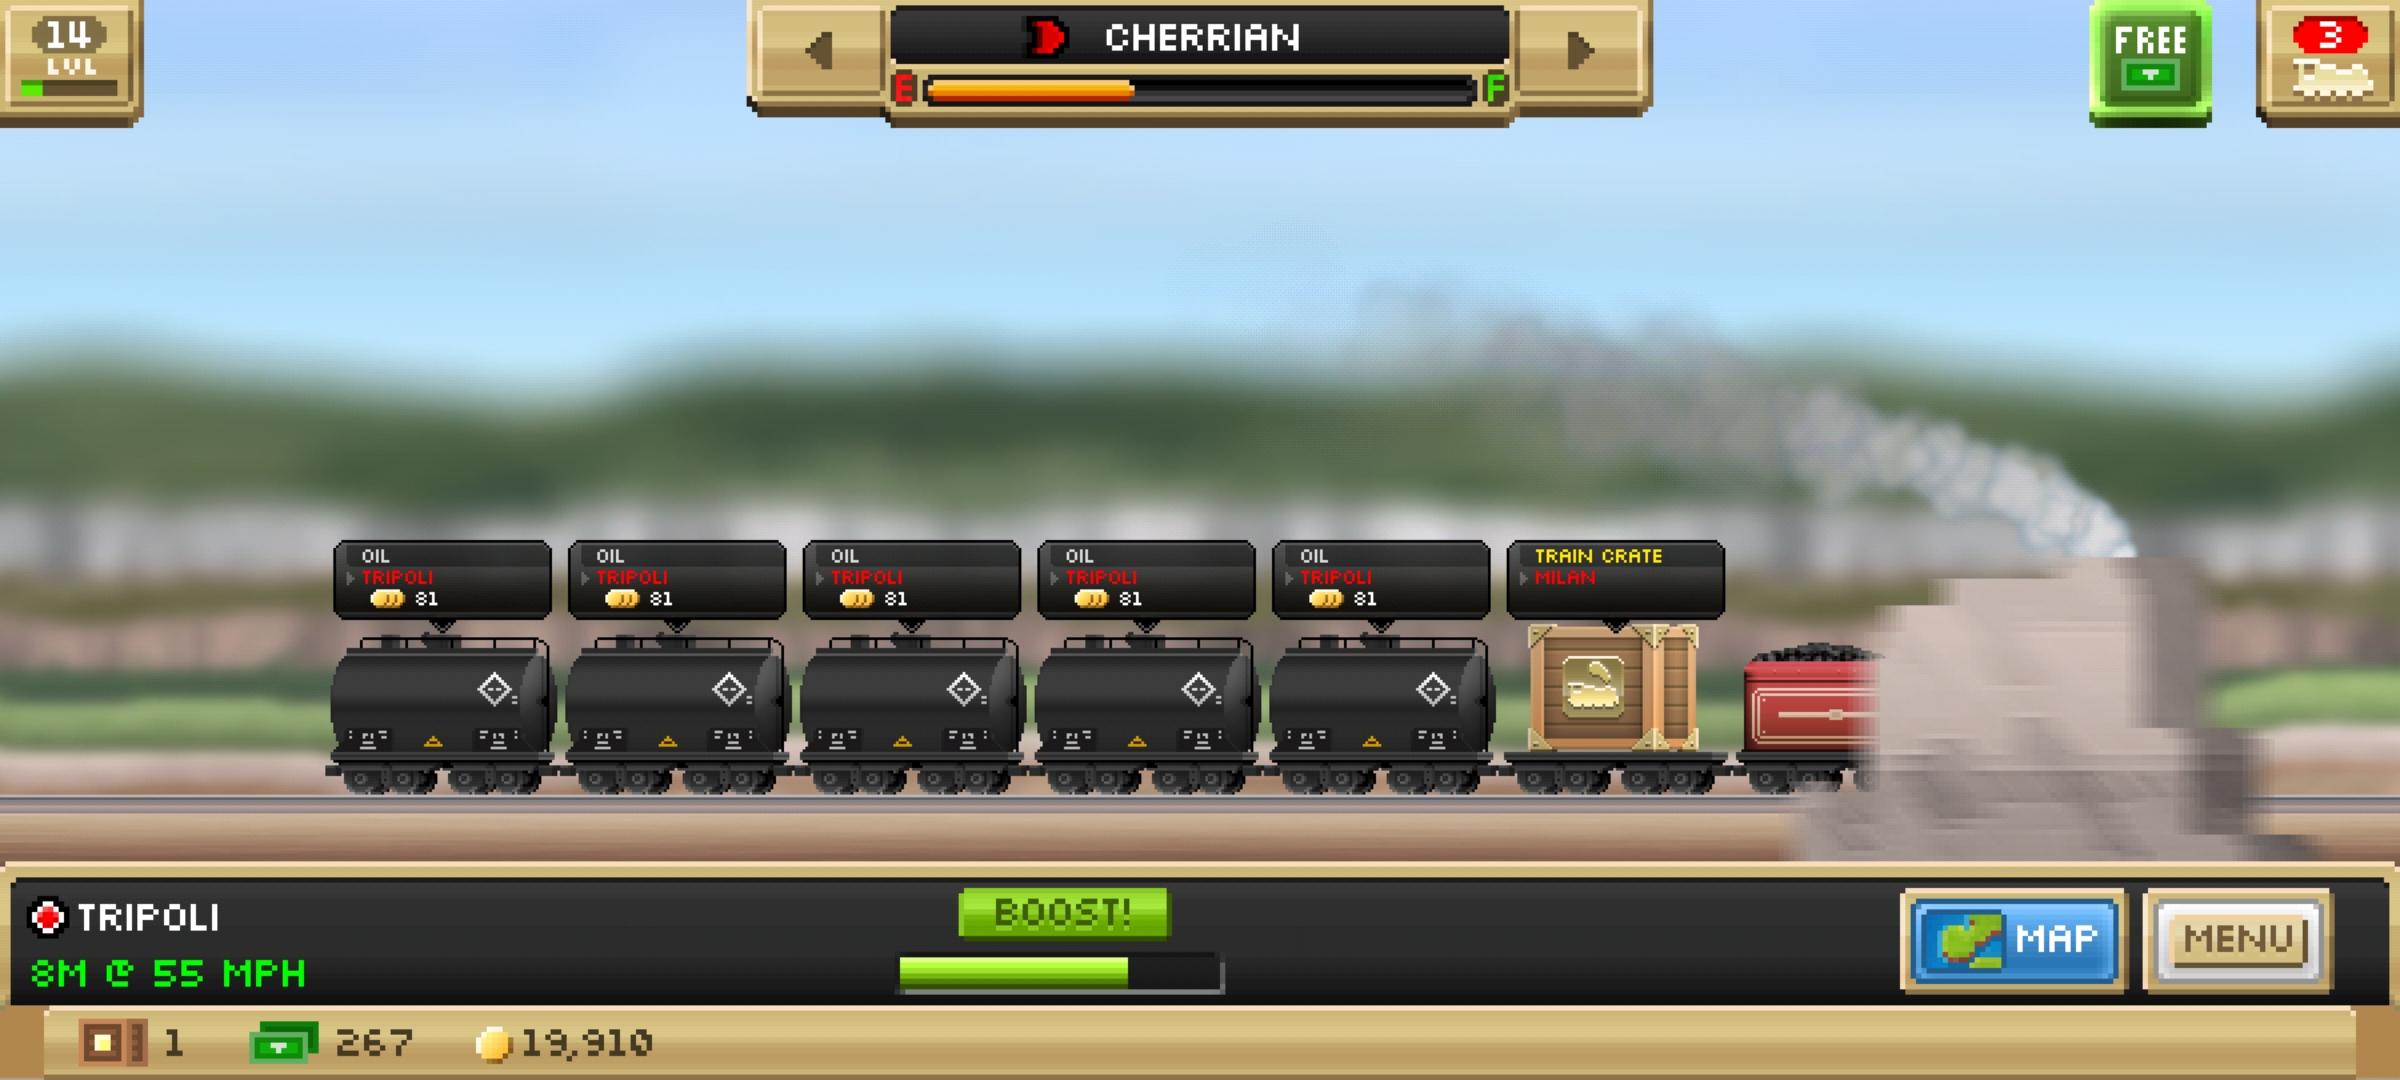 14
LVL
CHERRIAN
E
F
FREE
3
OIL
TRIPOLI
81
OIL
TRIPOLI
81
OIL
TRIPOLI
81
OIL
TRIPOLI
81
OIL
TRIPOLI
81
TRAIN CRATE
MILAN
TRIPOLI
8M @ 55 MPH
BOOST!
MAP
MENU
1
267
19,910